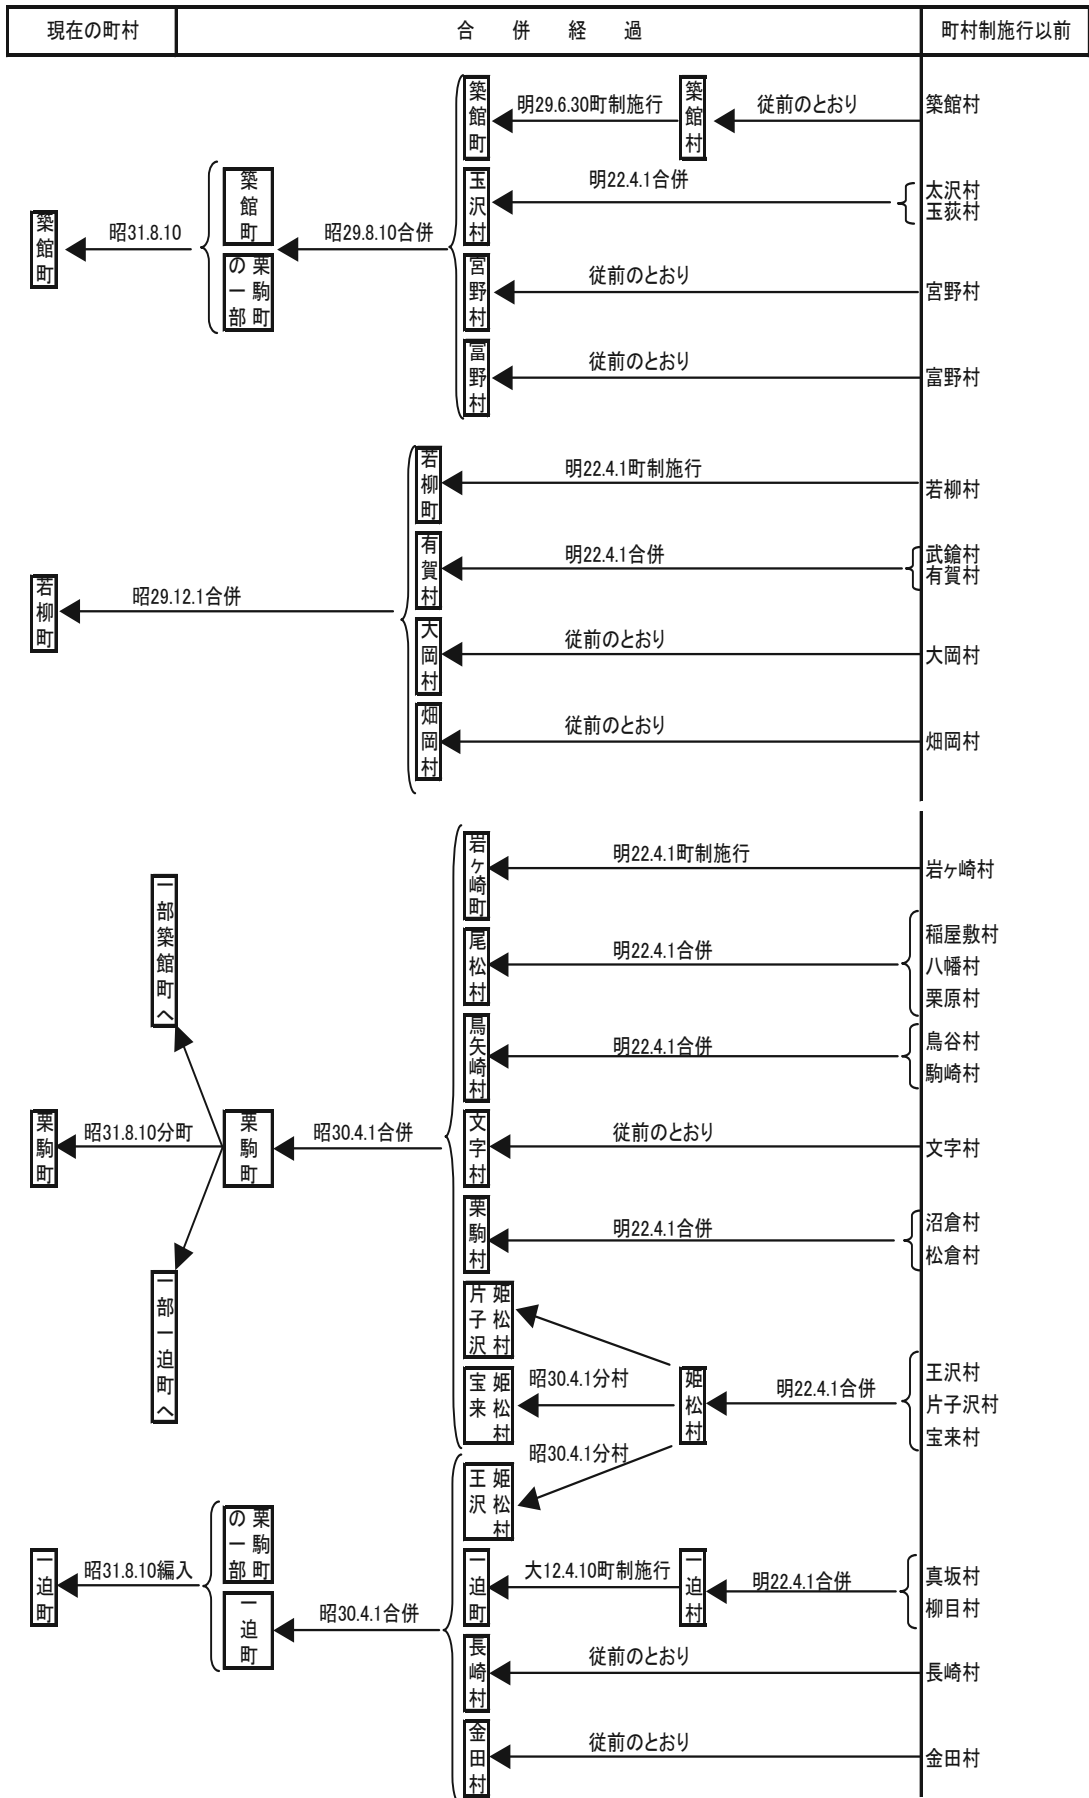 現在の町村
合併経過
町村制施行以前
築館町
明29.6.30町制施行
築館村
従前のとおり
築館村
玉沢村
明22.4.1合併
太沢村
玉荻村
築館町
昭31.8.10
築館町
栗駒町の一部
昭29.8.10合併
宮野村
従前のとおり
宮野村
富野村
従前のとおり
富野村
若柳町
明22.4.1町制施行
若柳村
有賀村
明22.4.1合併
武鎗村
有賀村
若柳町
昭29.12.1合併
大岡村
従前のとおり
大岡村
畑岡村
従前のとおり
畑岡村
岩ヶ崎町
明22.4.1町制施行
岩ヶ崎村
一部築館町へ
尾松村
明22.4.1合併
稲屋敷村
八幡村
栗原村
鳥矢崎村
明22.4.1合併
鳥谷村
駒崎村
栗駒町
昭31.8.10分町
栗駒町
昭30.4.1合併
文字村
従前のとおり
文字村
栗駒村
明22.4.1合併
沼倉村
松倉村
一部一迫町へ
姫松村片子沢
姫松村宝来
昭30.4.1分村
姫松村
明22.4.1合併
王沢村
片子沢村
宝来村
昭30.4.1分村
姫松村王沢
一迫町
昭31.8.10編入
栗駒町の一部
一迫町
昭30.4.1合併
一迫町
大12.4.10町制施行
一迫村
明22.4.1合併
真坂村
柳目村
長崎村
従前のとおり
長崎村
金田村
従前のとおり
金田村